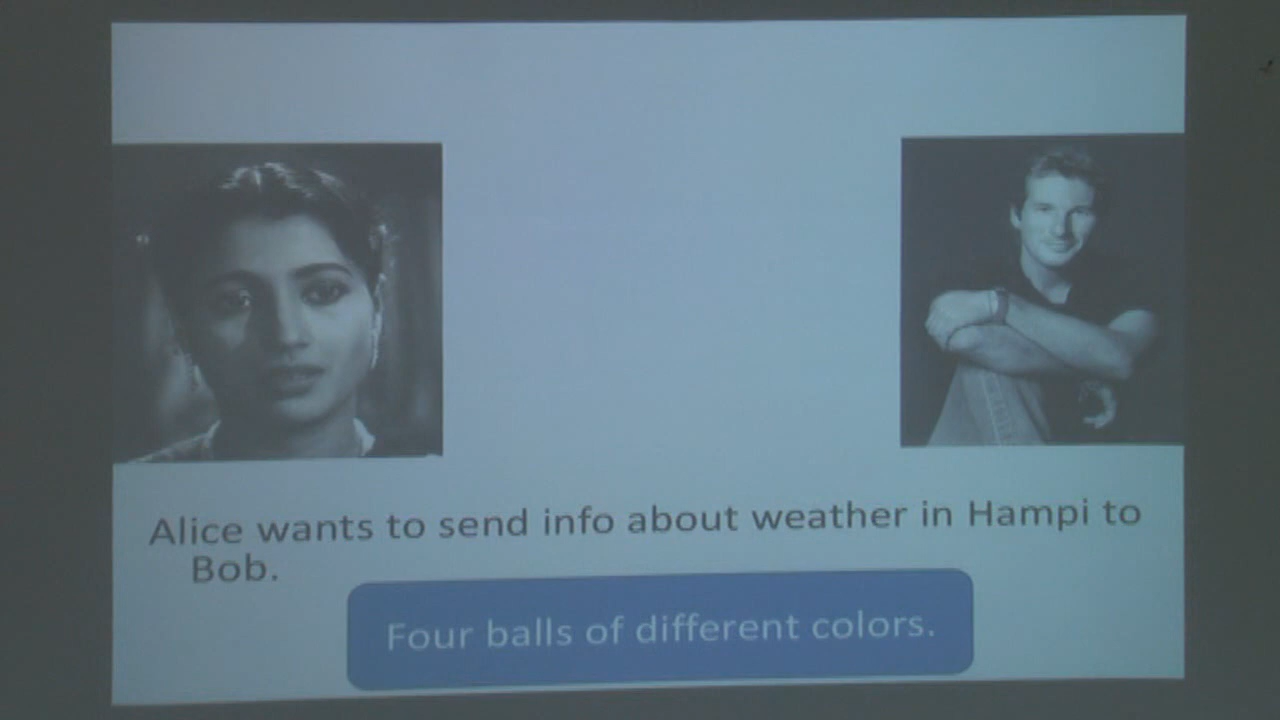 Alice wants to send info about weather in Hampi to
Bob.
Four balls of different colors.